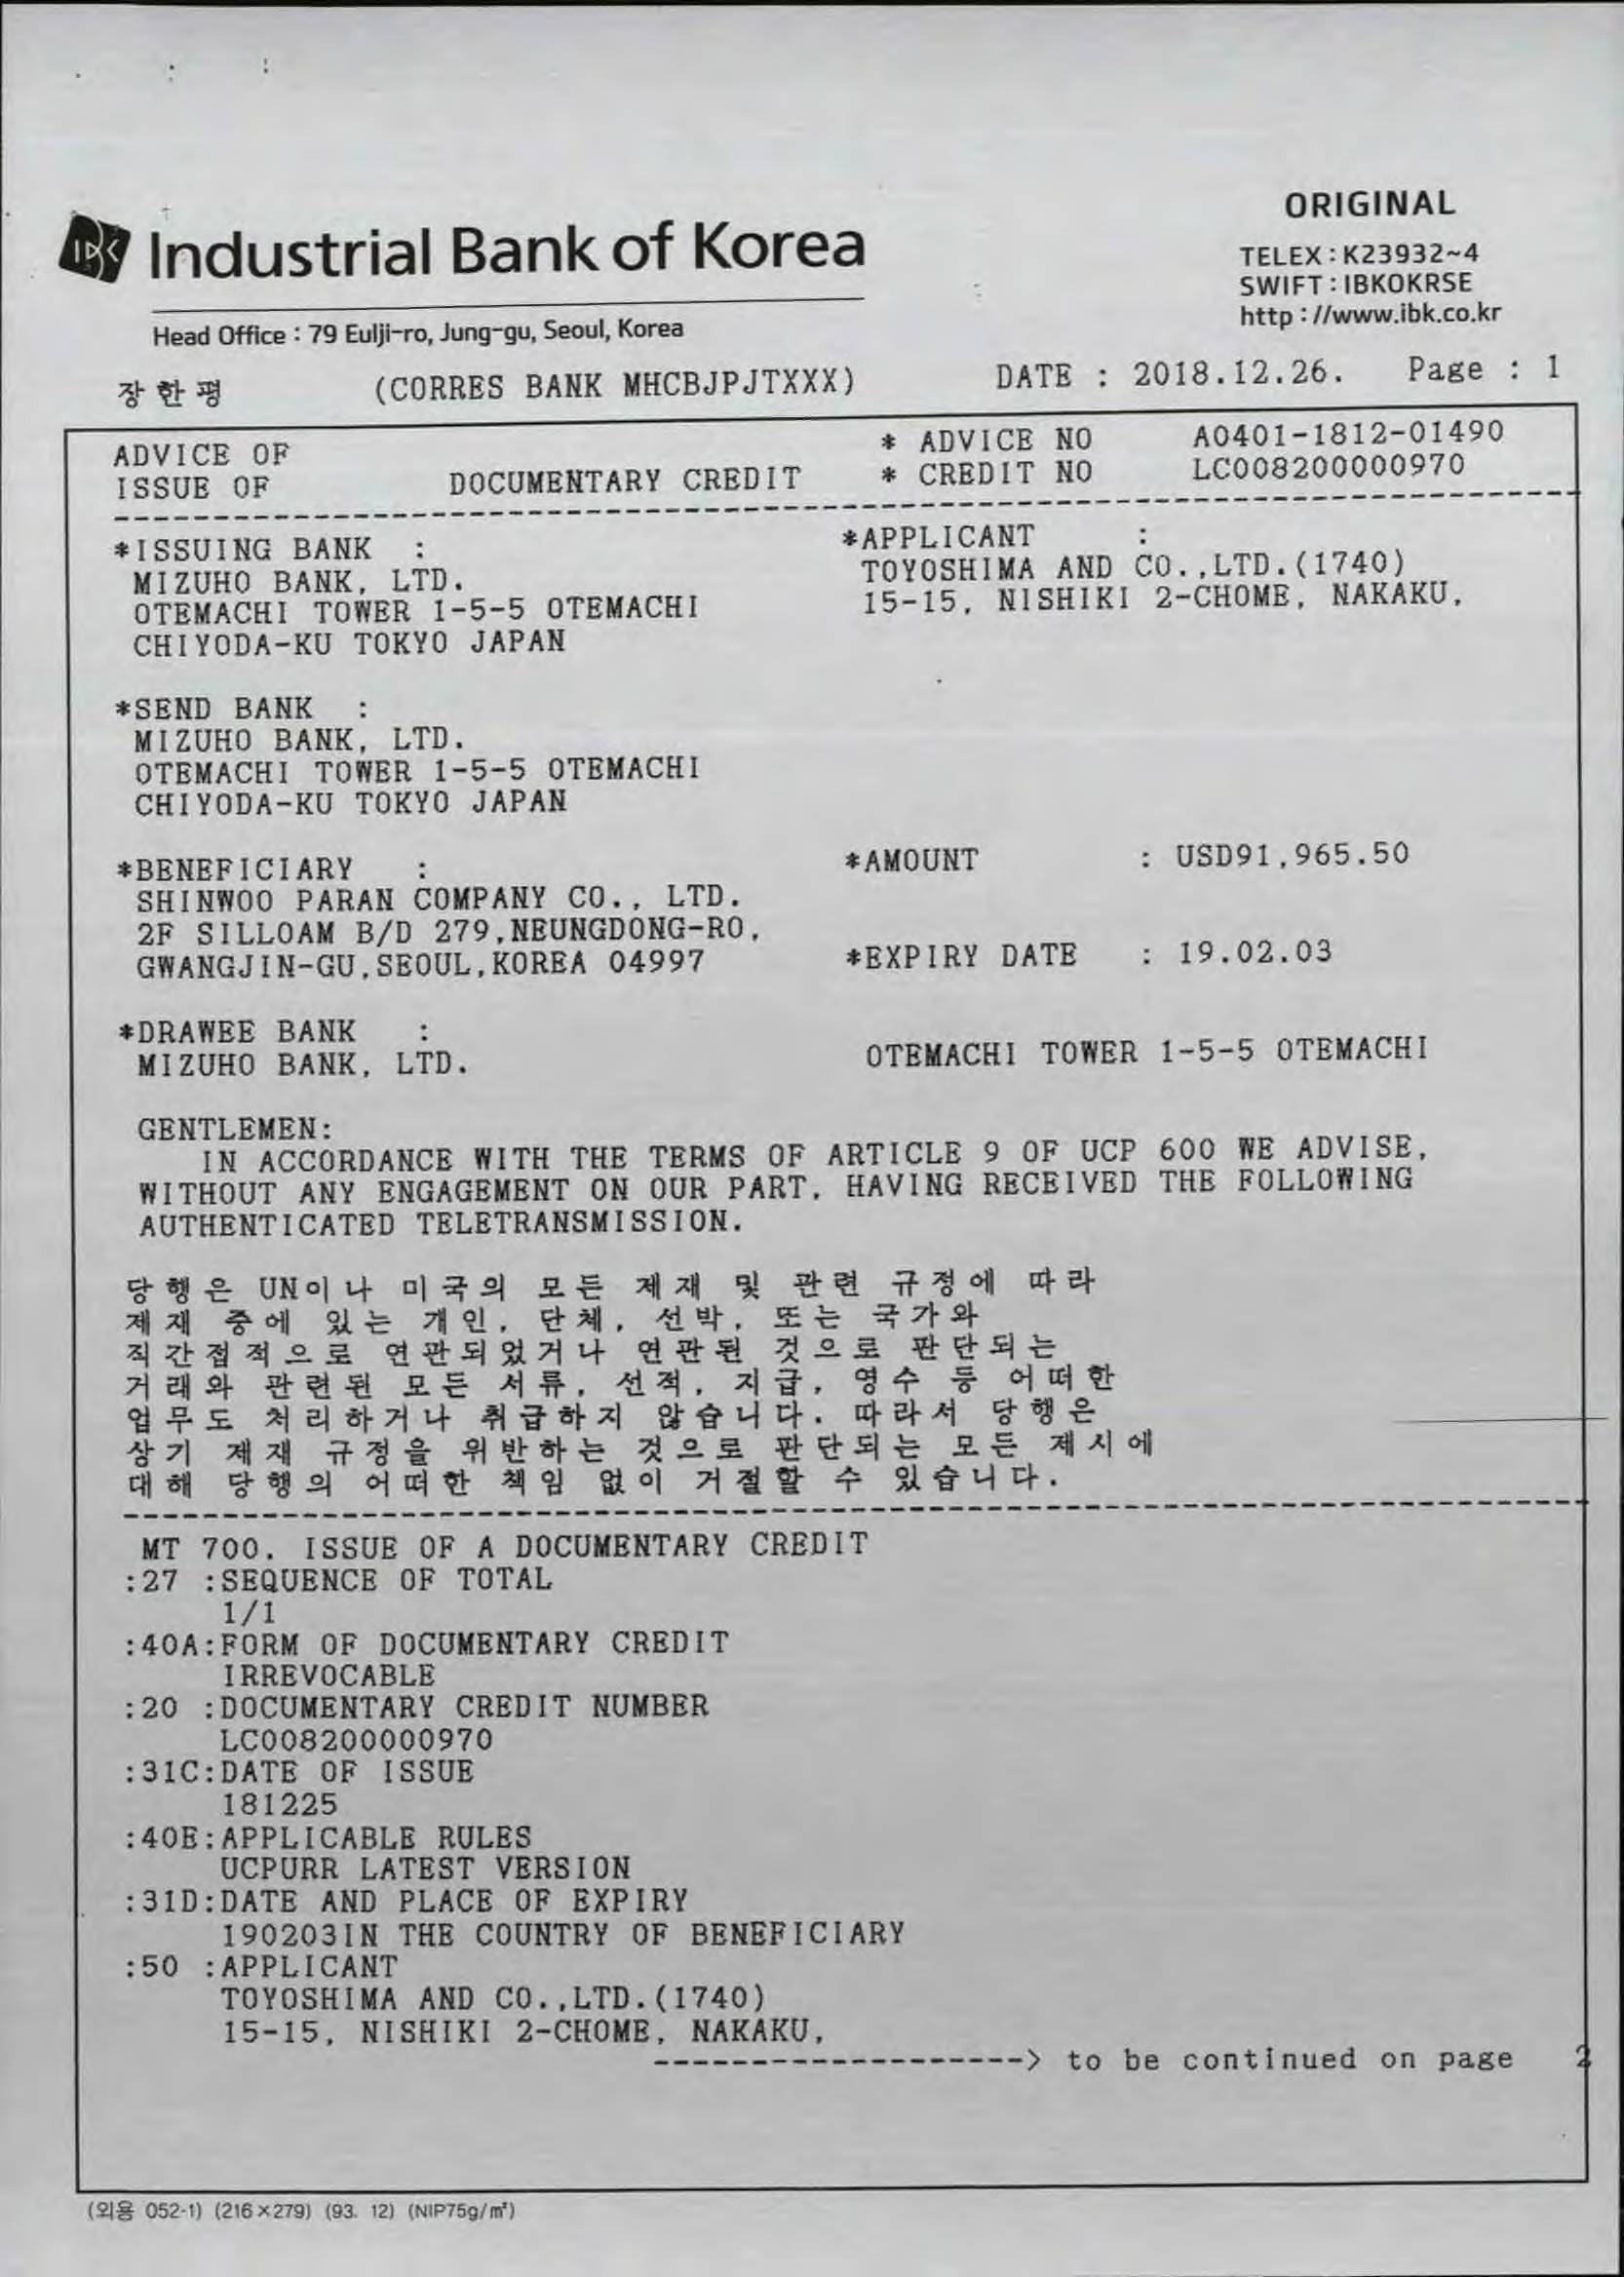 ORIGINAL
IBK Industrial Bank of Korea
TELEX : K23932~4
SWIFT : IBKOKRSE
http : //www.ibk.co.kr
Head Office : 79 Eulji-ro, Jung-gu, Seoul, Korea
장한평 (CORRES BANK MHCBJPJTXXX) DATE : 2018.12.26. Page : 1
ADVICE OF * ADVICE NO A0401-1812-01490
ISSUE OF DOCUMENTARY CREDIT * CREDIT NO LC008200000970
*ISSUING BANK : *APPLICANT :
MIZUHO BANK, LTD. TOYOSHIMA AND CO.,LTD.(1740)
OTEMACHI TOWER 1-5-5 OTEMACHI 15-15, NISHIKI 2-CHOME, NAKAKU,
CHIYODA-KU TOKYO JAPAN
*SEND BANK :
MIZUHO BANK, LTD.
OTEMACHI TOWER 1-5-5 OTEMACHI
CHIYODA-KU TOKYO JAPAN
*BENEFICIARY : *AMOUNT : USD91,965.50
SHINWOO PARAN COMPANY CO., LTD.
2F SILLOAM B/D 279,NEUNGDONG-RO,
GWANGJIN-GU,SEOUL,KOREA 04997 *EXPIRY DATE : 19.02.03
*DRAWEE BANK :
MIZUHO BANK, LTD. OTEMACHI TOWER 1-5-5 OTEMACHI
GENTLEMEN:
IN ACCORDANCE WITH THE TERMS OF ARTICLE 9 OF UCP 600 WE ADVISE,
WITHOUT ANY ENGAGEMENT ON OUR PART, HAVING RECEIVED THE FOLLOWING
AUTHENTICATED TELETRANSMISSION.
당행은 UN이나 미국의 모든 제재 및 관련 규정에 따라
제재 중에 있는 개인, 단체, 선박, 또는 국가와
직간접적으로 연관되었거나 연관된 것으로 판단되는
거래와 관련된 모든 서류, 선적, 지급, 영수 등 어떠한
업무도 처리하거나 취급하지 않습니다. 따라서 당행은
상기 제재 규정을 위반하는 것으로 판단되는 모든 제시에
대해 당행의 어떠한 책임 없이 거절할 수 있습니다.
MT 700. ISSUE OF A DOCUMENTARY CREDIT
:27 :SEQUENCE OF TOTAL
1/1
:40A:FORM OF DOCUMENTARY CREDIT
IRREVOCABLE
:20 :DOCUMENTARY CREDIT NUMBER
LC008200000970
:31C:DATE OF ISSUE
181225
:40E:APPLICABLE RULES
UCPURR LATEST VERSION
:31D:DATE AND PLACE OF EXPIRY
190203IN THE COUNTRY OF BENEFICIARY
:50 :APPLICANT
TOYOSHIMA AND CO.,LTD.(1740)
15-15, NISHIKI 2-CHOME, NAKAKU,
-------------------> to be continued on page 2
(외용 052-1) (216×279) (93. 12) (NIP75g/㎡)